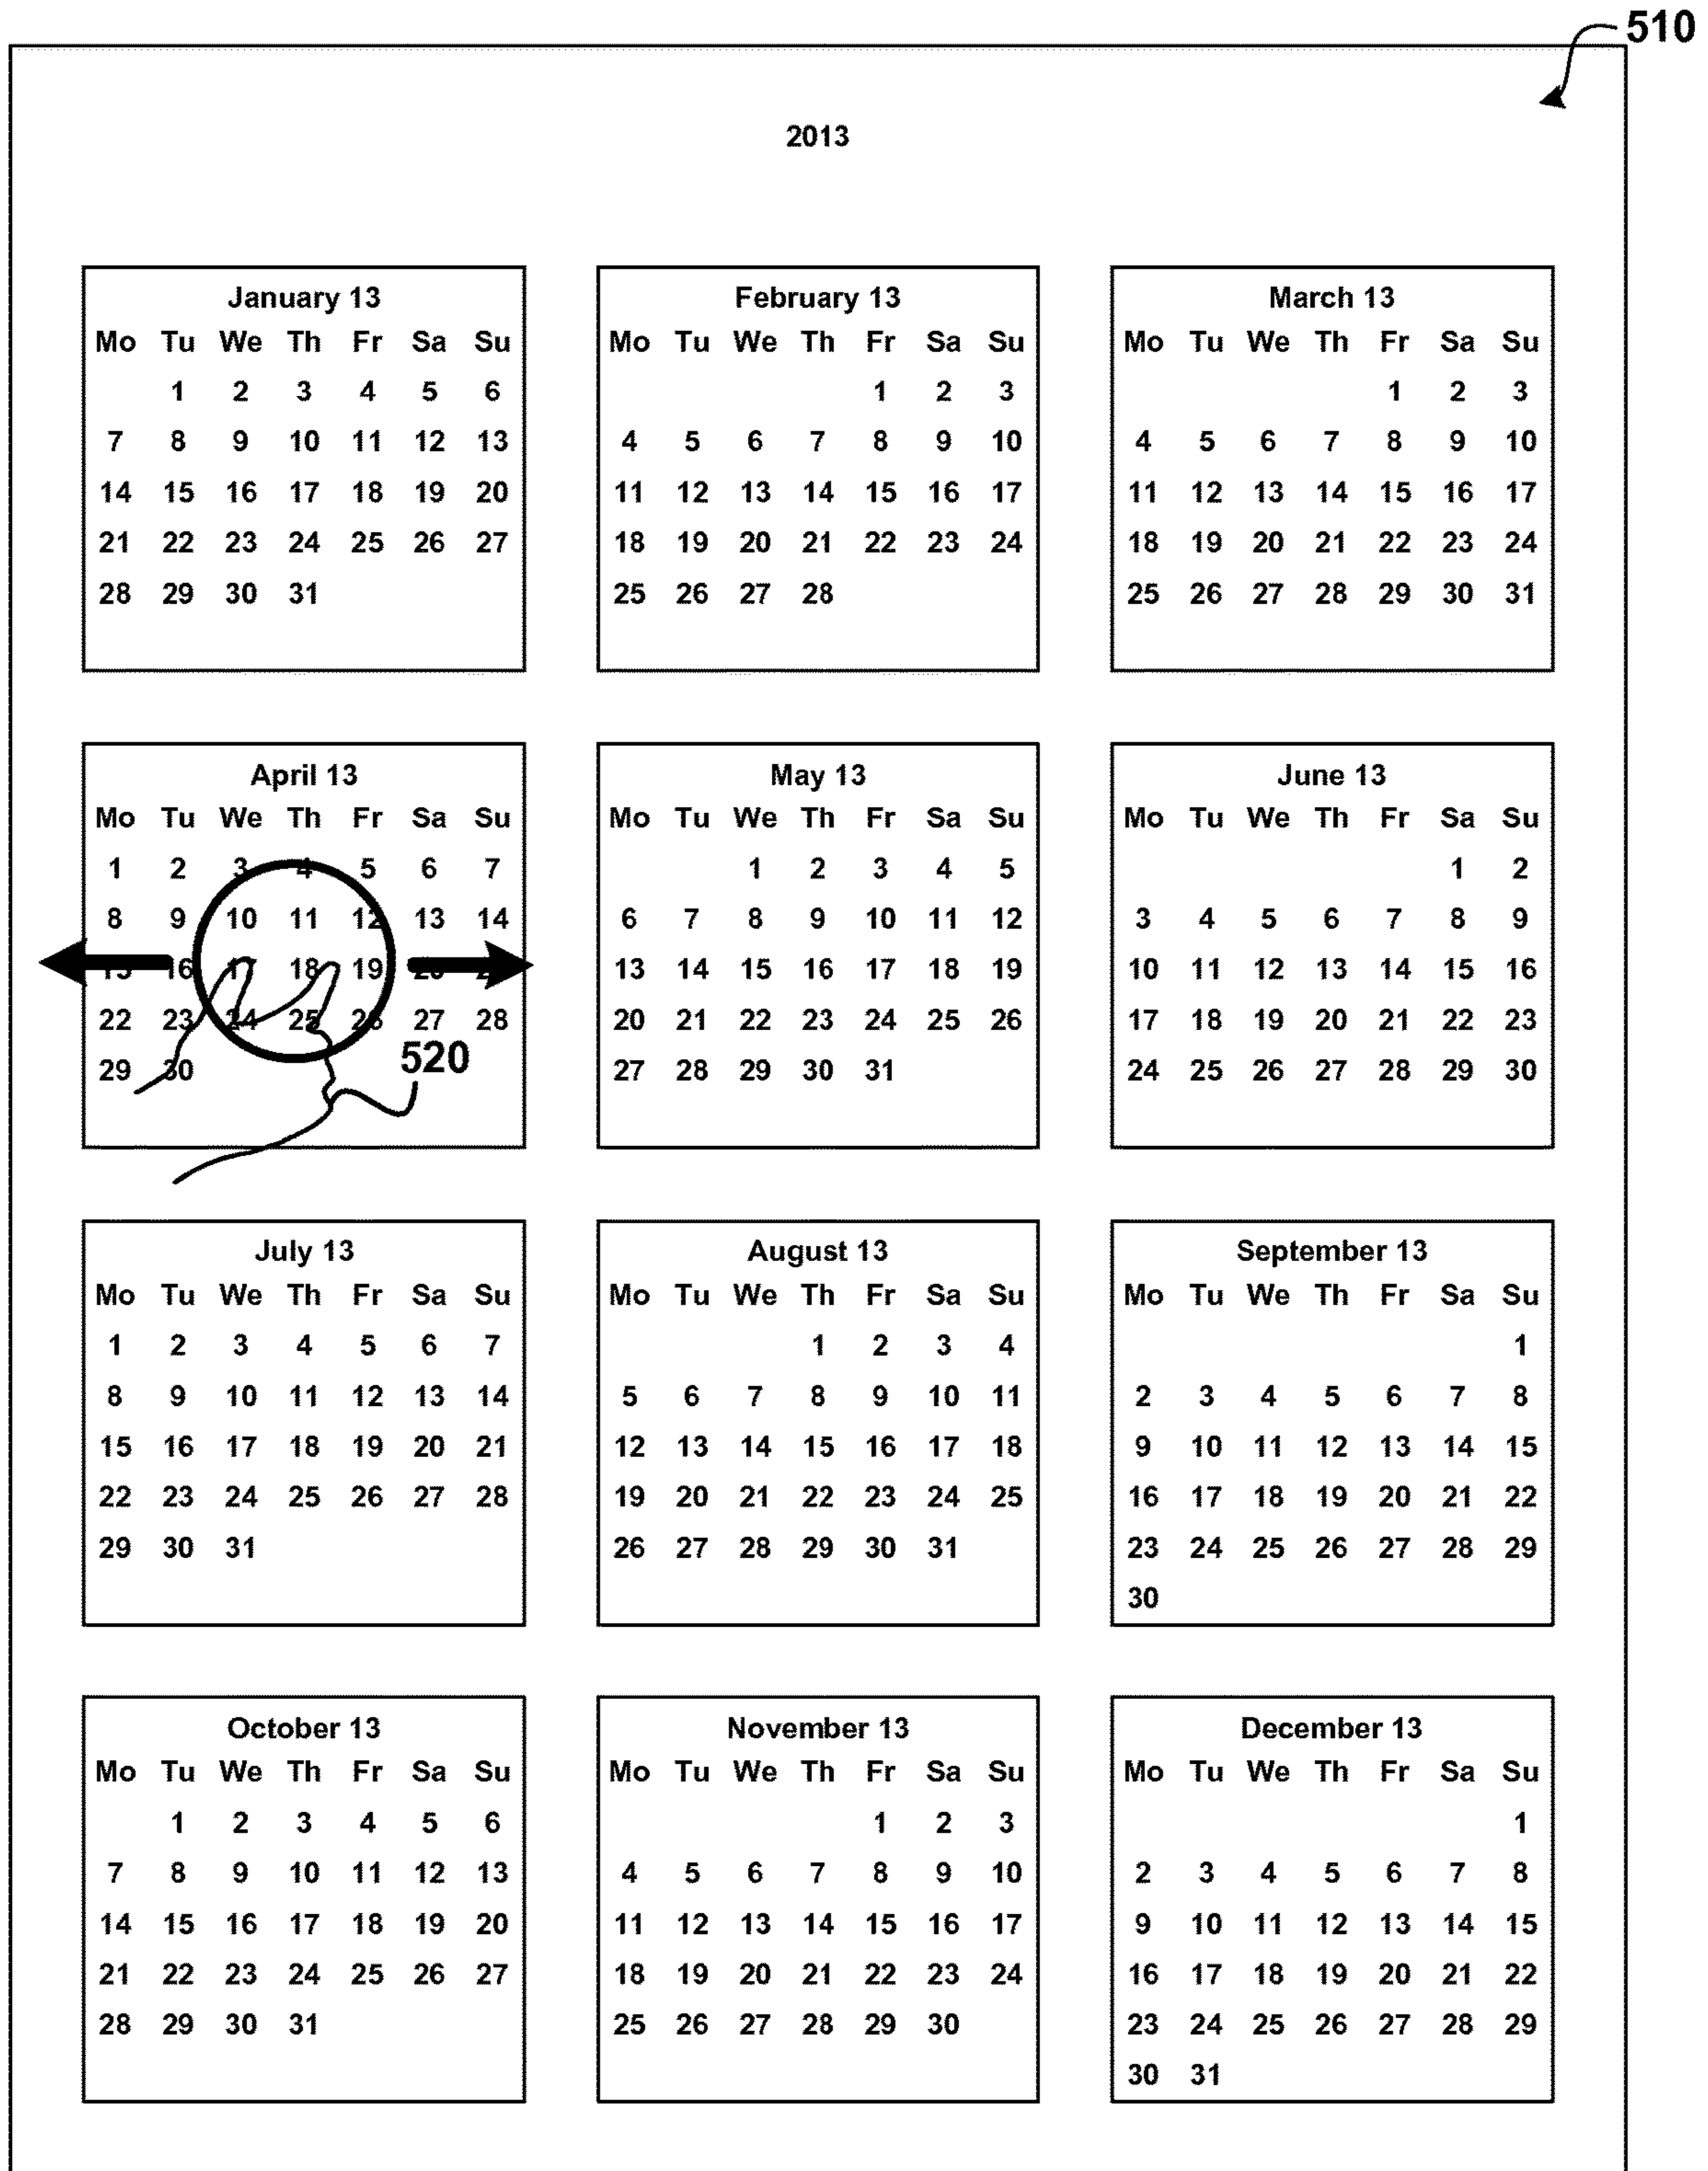 510
2013
January 13
Mo Tu We Th Fr Sa Su
1 2 3 4 5 6
7 8 9 10 11 12 13
14 15 16 17 18 19 20
21 22 23 24 25 26 27
28 29 30 31
February 13
Mo Tu We Th Fr Sa Su
1 2 3
4 5 6 7 8 9 10
11 12 13 14 15 16 17
18 19 20 21 22 23 24
25 26 27 28
March 13
Mo Tu We Th Fr Sa Su
1 2 3
4 5 6 7 8 9 10
11 12 13 14 15 16 17
18 19 20 21 22 23 24
25 26 27 28 29 30 31
April 13
Mo Tu We Th Fr Sa Su
1 2 3 4 5 6 7
8 9 10 11 12 13 14
15 16 17 18 19 20
22 23 24 25 26 27 28
29 30
520
May 13
Mo Tu We Th Fr Sa Su
1 2 3 4 5
6 7 8 9 10 11 12
13 14 15 16 17 18 19
20 21 22 23 24 25 26
27 28 29 30 31
June 13
Mo Tu We Th Fr Sa Su
1 2
3 4 5 6 7 8 9
10 11 12 13 14 15 16
17 18 19 20 21 22 23
24 25 26 27 28 29 30
July 13
Mo Tu We Th Fr Sa Su
1 2 3 4 5 6 7
8 9 10 11 12 13 14
15 16 17 18 19 20 21
22 23 24 25 26 27 28
29 30 31
August 13
Mo Tu We Th Fr Sa Su
1 2 3 4
5 6 7 8 9 10 11
12 13 14 15 16 17 18
19 20 21 22 23 24 25
26 27 28 29 30 31
September 13
Mo Tu We Th Fr Sa Su
1
2 3 4 5 6 7 8
9 10 11 12 13 14 15
16 17 18 19 20 21 22
23 24 25 26 27 28 29
30
October 13
Mo Tu We Th Fr Sa Su
1 2 3 4 5 6
7 8 9 10 11 12 13
14 15 16 17 18 19 20
21 22 23 24 25 26 27
28 29 30 31
November 13
Mo Tu We Th Fr Sa Su
1 2 3
4 5 6 7 8 9 10
11 12 13 14 15 16 17
18 19 20 21 22 23 24
25 26 27 28 29 30
December 13
Mo Tu We Th Fr Sa Su
1
2 3 4 5 6 7 8
9 10 11 12 13 14 15
16 17 18 19 20 21 22
23 24 25 26 27 28 29
30 31